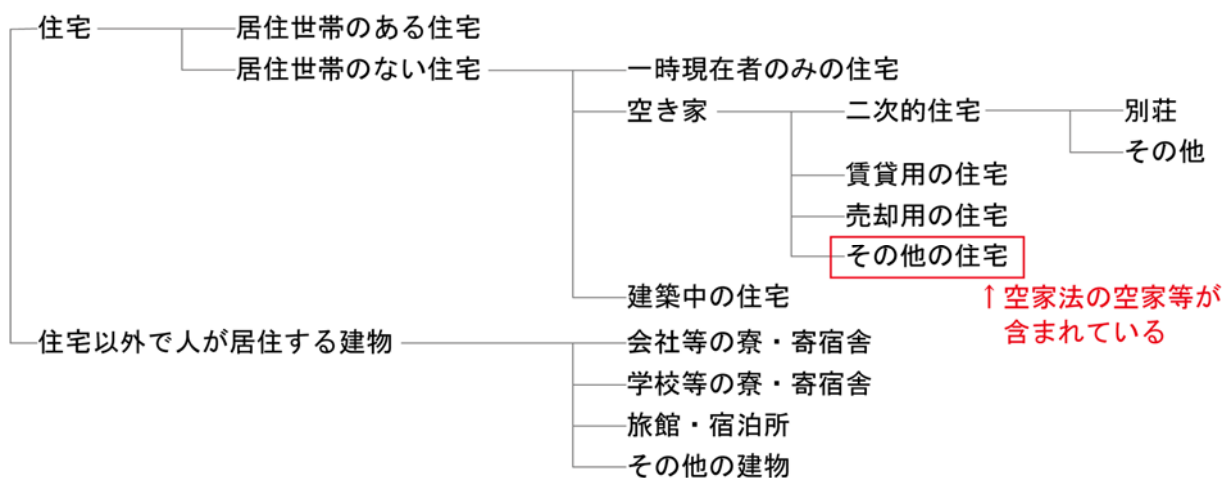 住宅 居住世帯のある住宅
居住世帯のない住宅 一時現在者のみの住宅
空き家 二次的住宅 別荘
その他
賃貸用の住宅
売却用の住宅
その他の住宅
建築中の住宅 ↑空家法の空家等が
含まれている
住宅以外で人が居住する建物 会社等の寮・寄宿舎
学校等の寮・寄宿舎
旅館・宿泊所
その他の建物